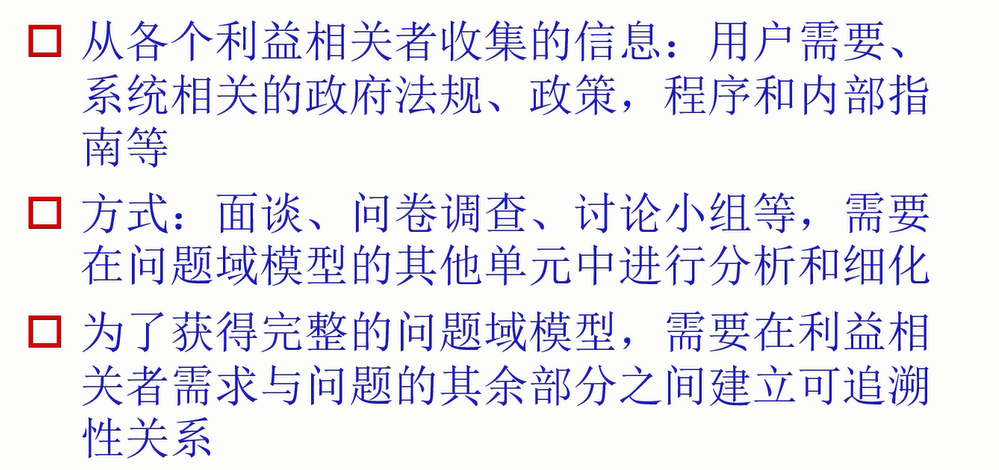 从各个利益相关者收集的信息：用户需要、
系统相关的政府法规、政策，程序和内部指
南等
方式：面谈、问卷调查、讨论小组等，需要
在问题域模型的其他单元中进行分析和细化
为了获得完整的问题域模型，需要在利益相
关者需求与问题的其余部分之间建立可追溯
性关系